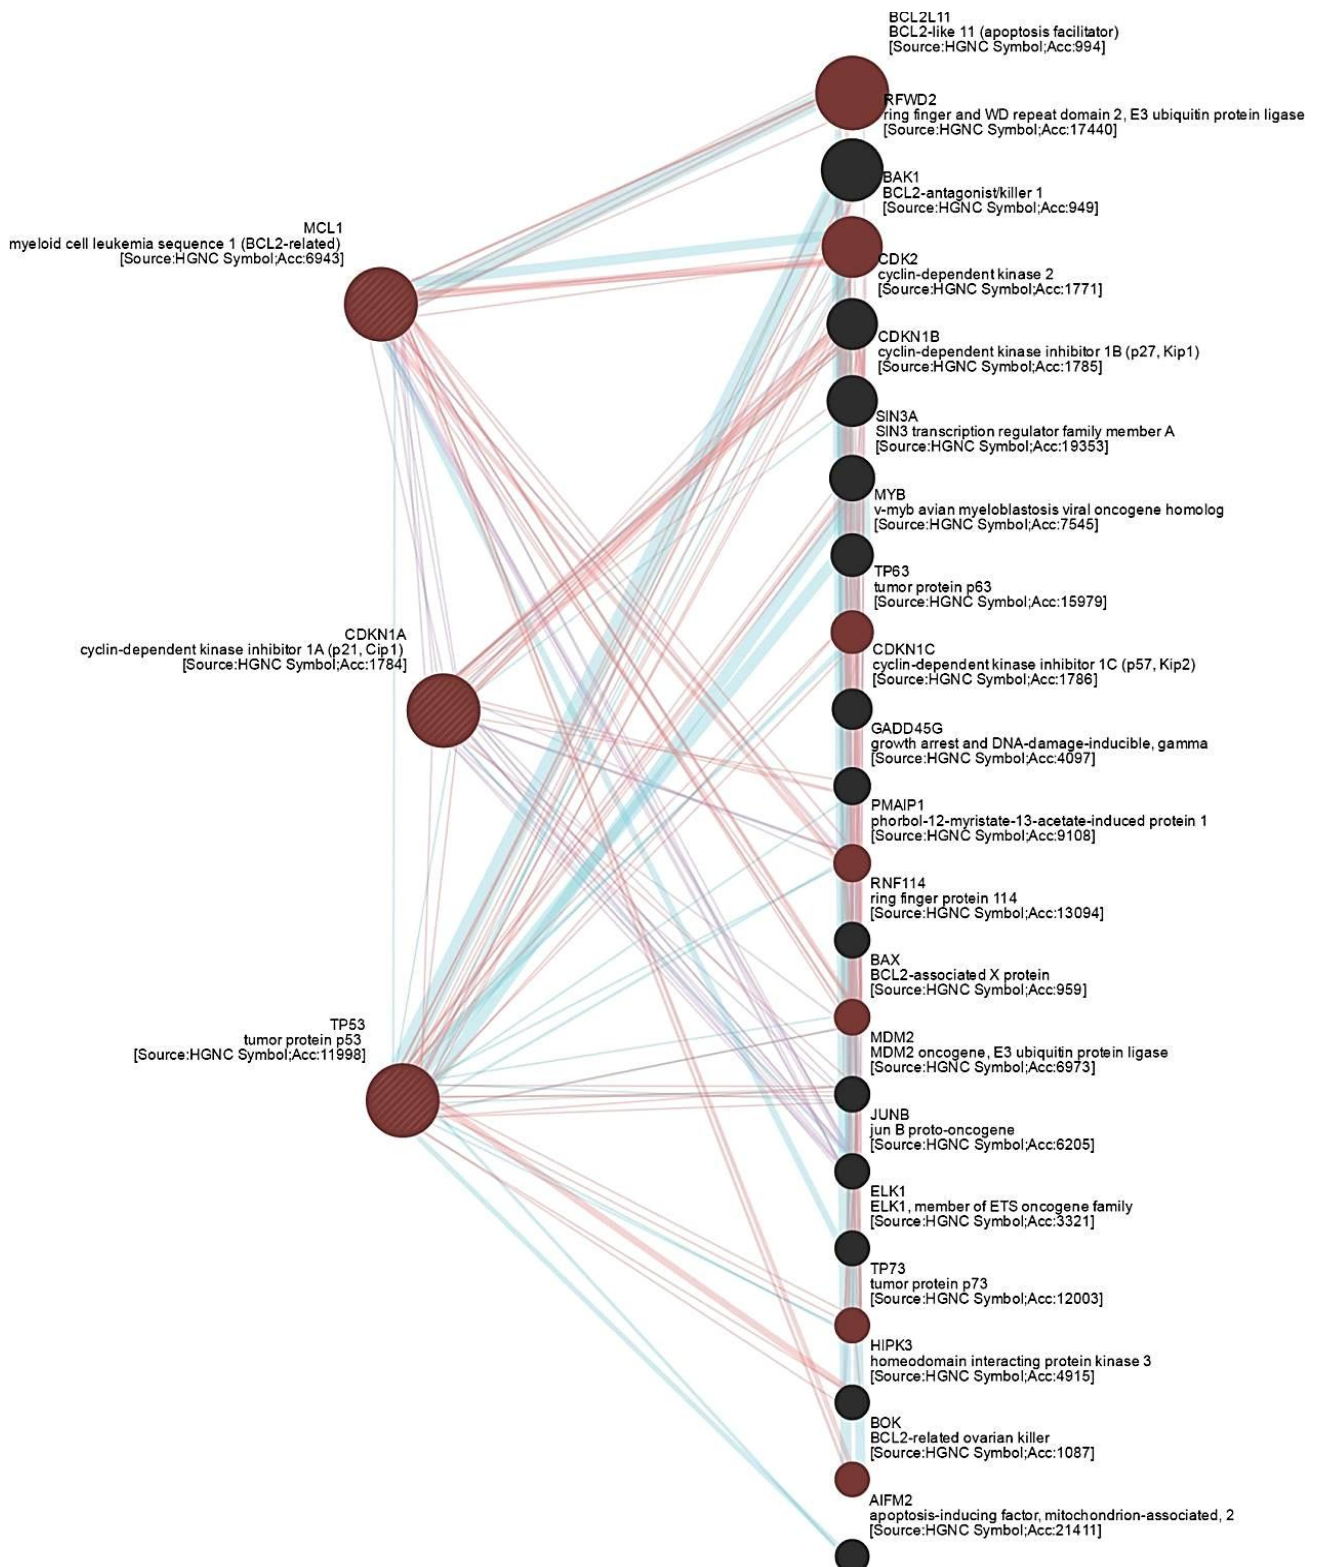 BCL2L11
BCL2-like 11 (apoptosis facilitator)
[Source:HGNC Symbol;Acc:994]
RFWD2
ring finger and WD repeat domain 2, E3 ubiquitin protein ligase
[Source:HGNC Symbol;Acc:17440]
BAK1
BCL2-antagonist/killer 1
[Source:HGNC Symbol;Acc:949]
MCL1
myeloid cell leukemia sequence 1 (BCL2-related)
[Source:HGNC Symbol;Acc:6943]
CDK2
cyclin-dependent kinase 2
[Source:HGNC Symbol;Acc:1771]
CDKN1B
cyclin-dependent kinase inhibitor 1B (p27, Kip1)
[Source:HGNC Symbol;Acc:1785]
SIN3A
SIN3 transcription regulator family member A
[Source:HGNC Symbol;Acc:19353]
MYB
v-myb avian myeloblastosis viral oncogene homolog
[Source:HGNC Symbol;Acc:7545]
TP63
tumor protein p63
[Source:HGNC Symbol;Acc:15979]
CDKN1A
cyclin-dependent kinase inhibitor 1A (p21, Cip1)
[Source:HGNC Symbol;Acc:1784]
CDKN1C
cyclin-dependent kinase inhibitor 1C (p57, Kip2)
[Source:HGNC Symbol;Acc:1786]
GADD45G
growth arrest and DNA-damage-inducible, gamma
[Source:HGNC Symbol;Acc:4097]
PMAIP1
phorbol-12-myristate-13-acetate-induced protein 1
[Source:HGNC Symbol;Acc:9108]
RNF114
ring finger protein 114
[Source:HGNC Symbol;Acc:13094]
BAX
BCL2-associated X protein
[Source:HGNC Symbol;Acc:959]
TP53
tumor protein p53
[Source:HGNC Symbol;Acc:11998]
MDM2
MDM2 oncogene, E3 ubiquitin protein ligase
[Source:HGNC Symbol;Acc:6973]
JUNB
jun B proto-oncogene
[Source:HGNC Symbol;Acc:6205]
ELK1
ELK1, member of ETS oncogene family
[Source:HGNC Symbol;Acc:3321]
TP73
tumor protein p73
[Source:HGNC Symbol;Acc:12003]
HIPK3
homeodomain interacting protein kinase 3
[Source:HGNC Symbol;Acc:4915]
BOK
BCL2-related ovarian killer
[Source:HGNC Symbol;Acc:1087]
AIFM2
apoptosis-inducing factor, mitochondrion-associated, 2
[Source:HGNC Symbol;Acc:21411]